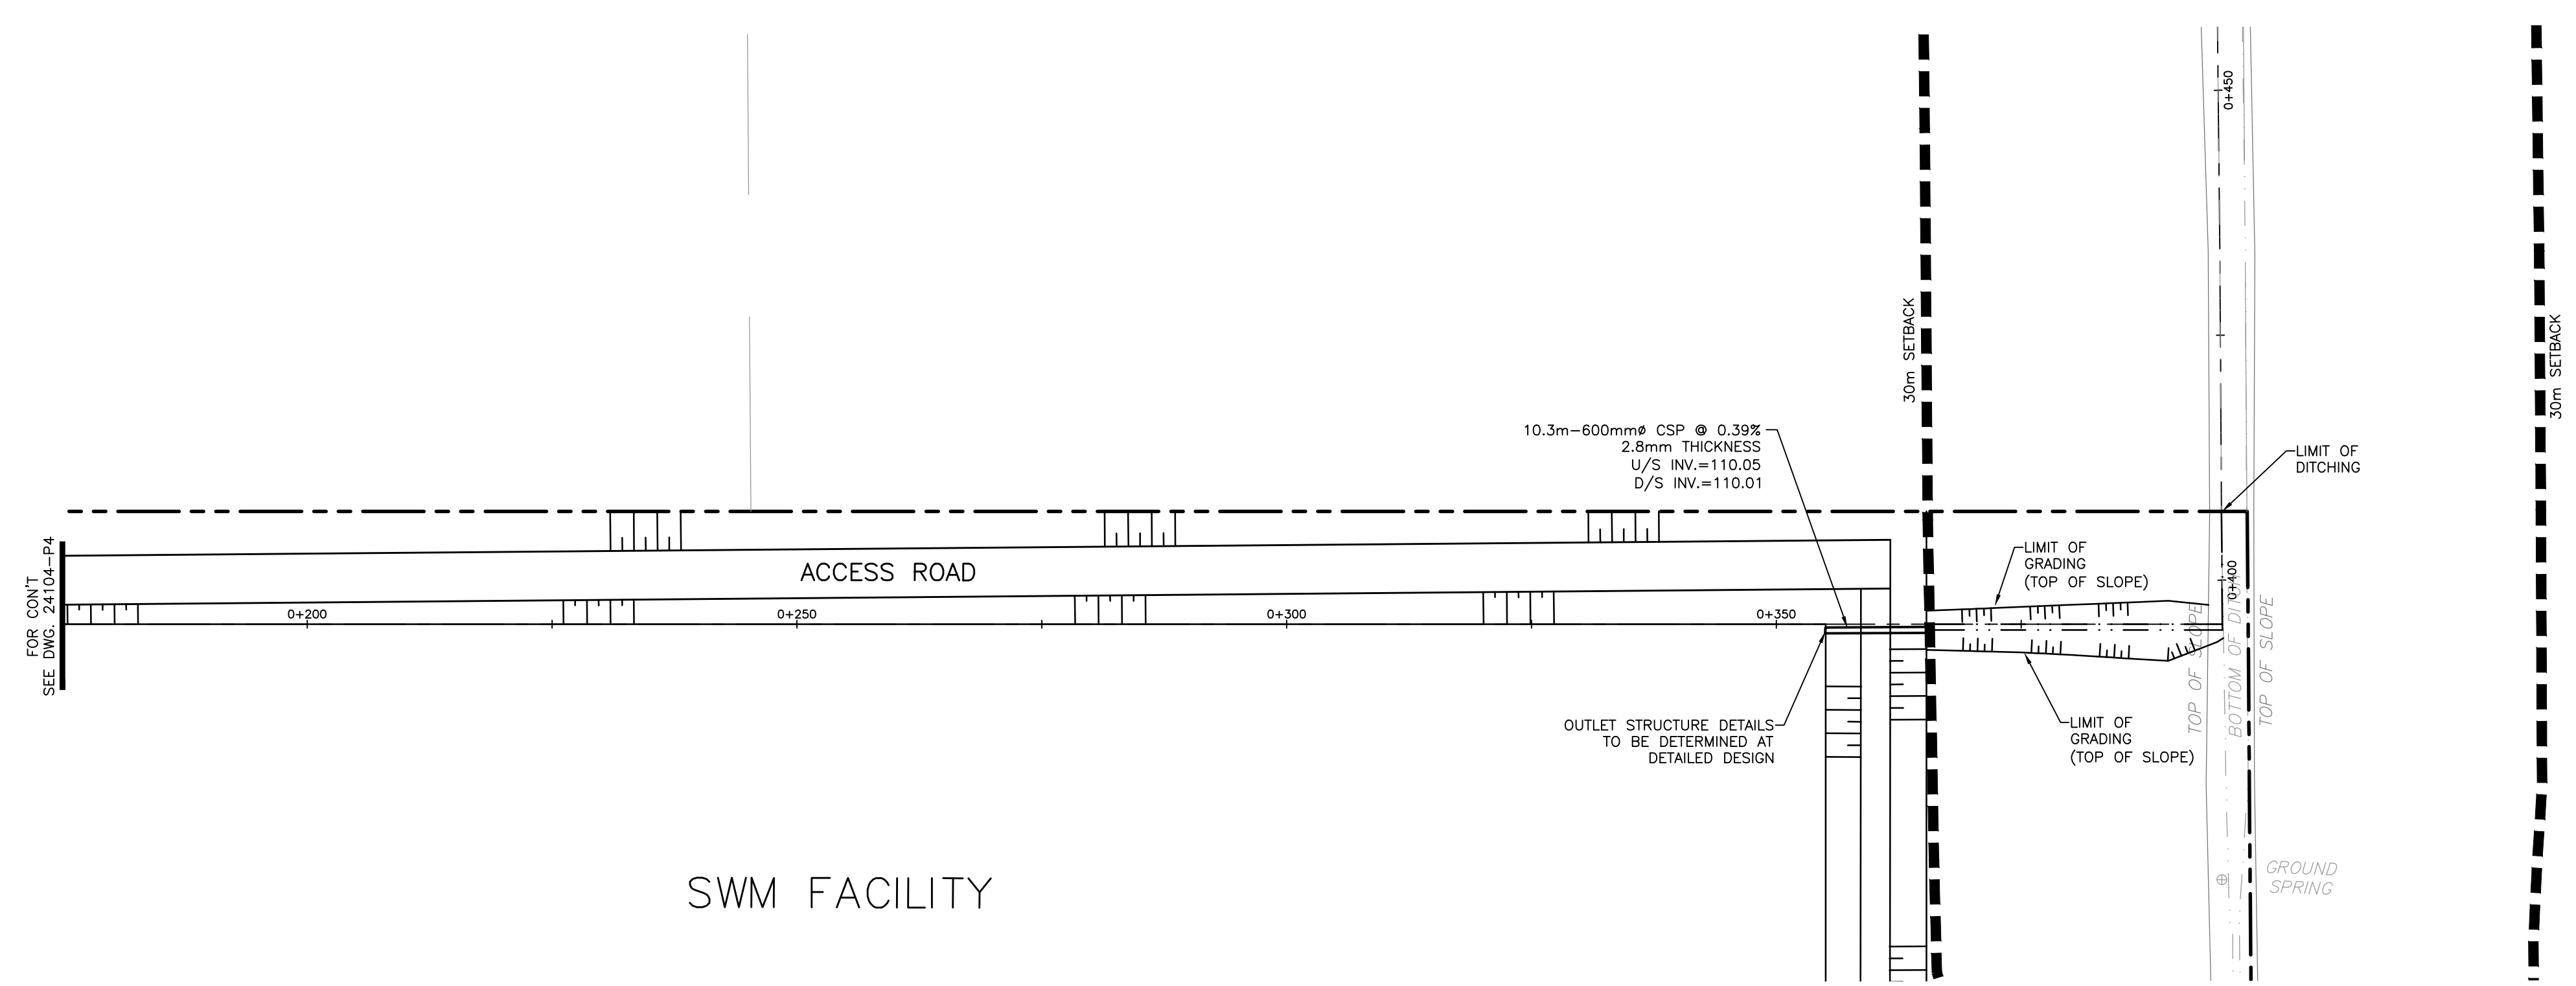 0+450
30m SETBACK
30m SETBACK
10.3m-600mmø CSP @ 0.39%
2.8mm THICKNESS
U/S INV.=110.05
D/S INV.=110.01
LIMIT OF
DITCHING
FOR CON'T
SEE DWG. 24104-P4
ACCESS ROAD
LIMIT OF
GRADING
(TOP OF SLOPE)
0+400
0+200
0+250
0+300
0+350
TOP OF SLOPE
BOTTOM OF DITCH
TOP OF SLOPE
OUTLET STRUCTURE DETAILS
TO BE DETERMINED AT
DETAILED DESIGN
LIMIT OF
GRADING
(TOP OF SLOPE)
SWM FACILITY
GROUND
SPRING